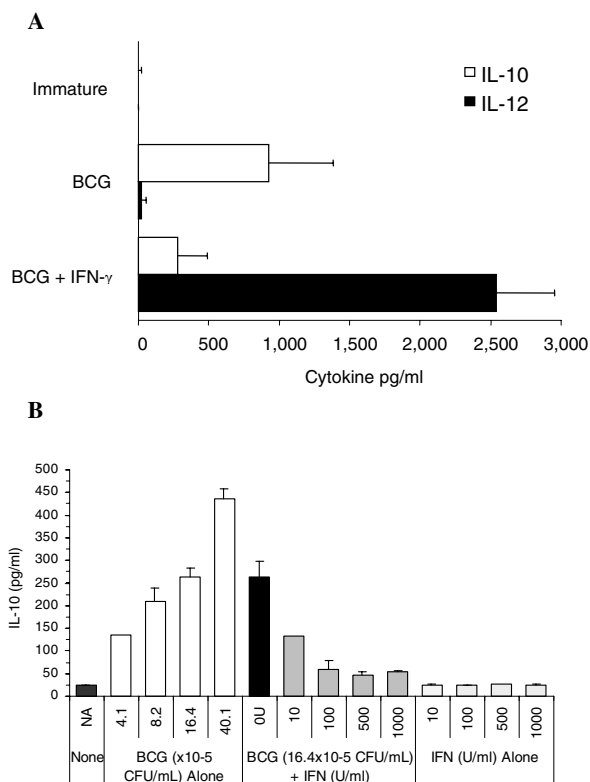 A
IL-10
IL-12
Immature
BCG
BCG + IFN-γ
0 500 1,000 1,500 2,000 2,500 3,000
Cytokine pg/ml
B
500
450
400
350
300
250
200
150
100
50
0
IL-10 (pg/ml)
NA 4.1 8.2 16.4 40.1 0U 10 100 500 1000 10 100 500 1000
None BCG (x10-5 BCG (16.4x10-5 CFU/mL) IFN (U/ml) Alone
CFU/mL) Alone + IFN (U/ml)